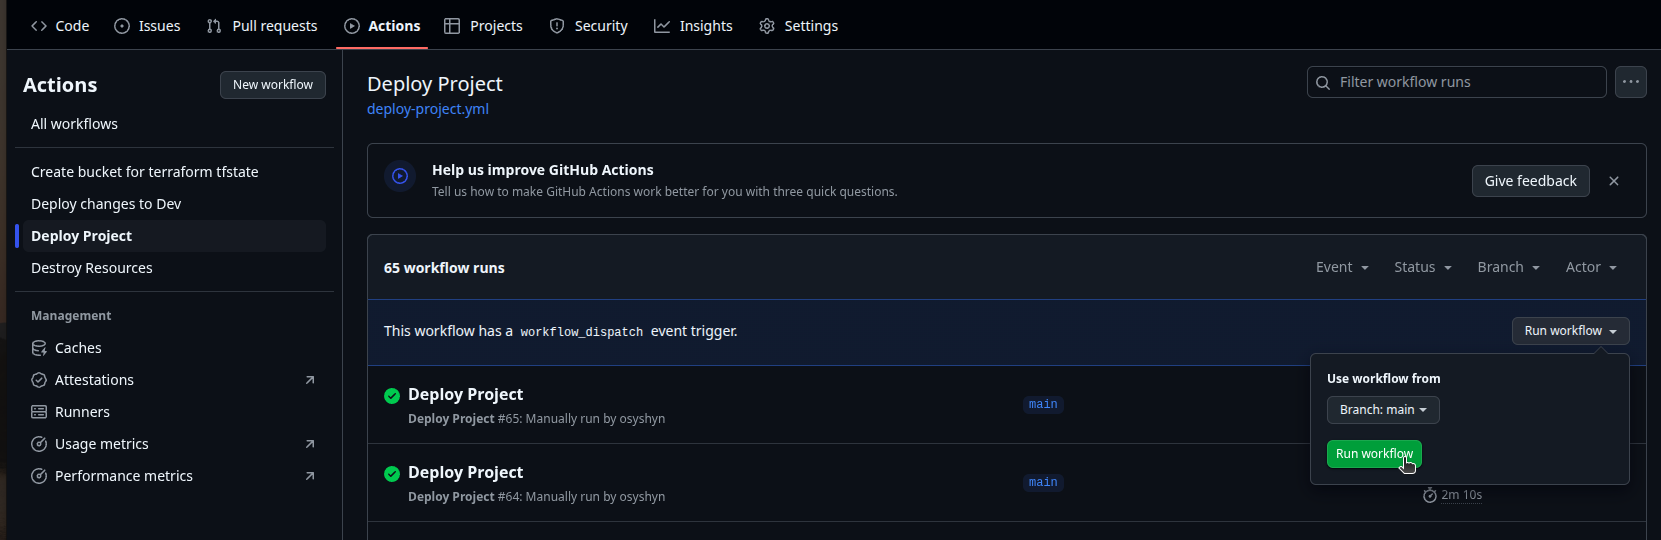 Code Issues Pull requests Actions Projects Security Insights Settings
Actions
New workflow
All workflows
Create bucket for terraform tfstate
Deploy changes to Dev
Deploy Project
Destroy Resources
Management
Caches
Attestations
Runners
Usage metrics
Performance metrics
Deploy Project
deploy-project.yml
Filter workflow runs
Help us improve GitHub Actions
Tell us how to make GitHub Actions work better for you with three quick questions.
Give feedback
65 workflow runs
Event Status Branch Actor
This workflow has a workflow_dispatch event trigger.
Run workflow
Use workflow from
Branch: main
Run workflow
Deploy Project
Deploy Project #65: Manually run by osyshyn
main
Deploy Project
Deploy Project #64: Manually run by osyshyn
main
2m 10s